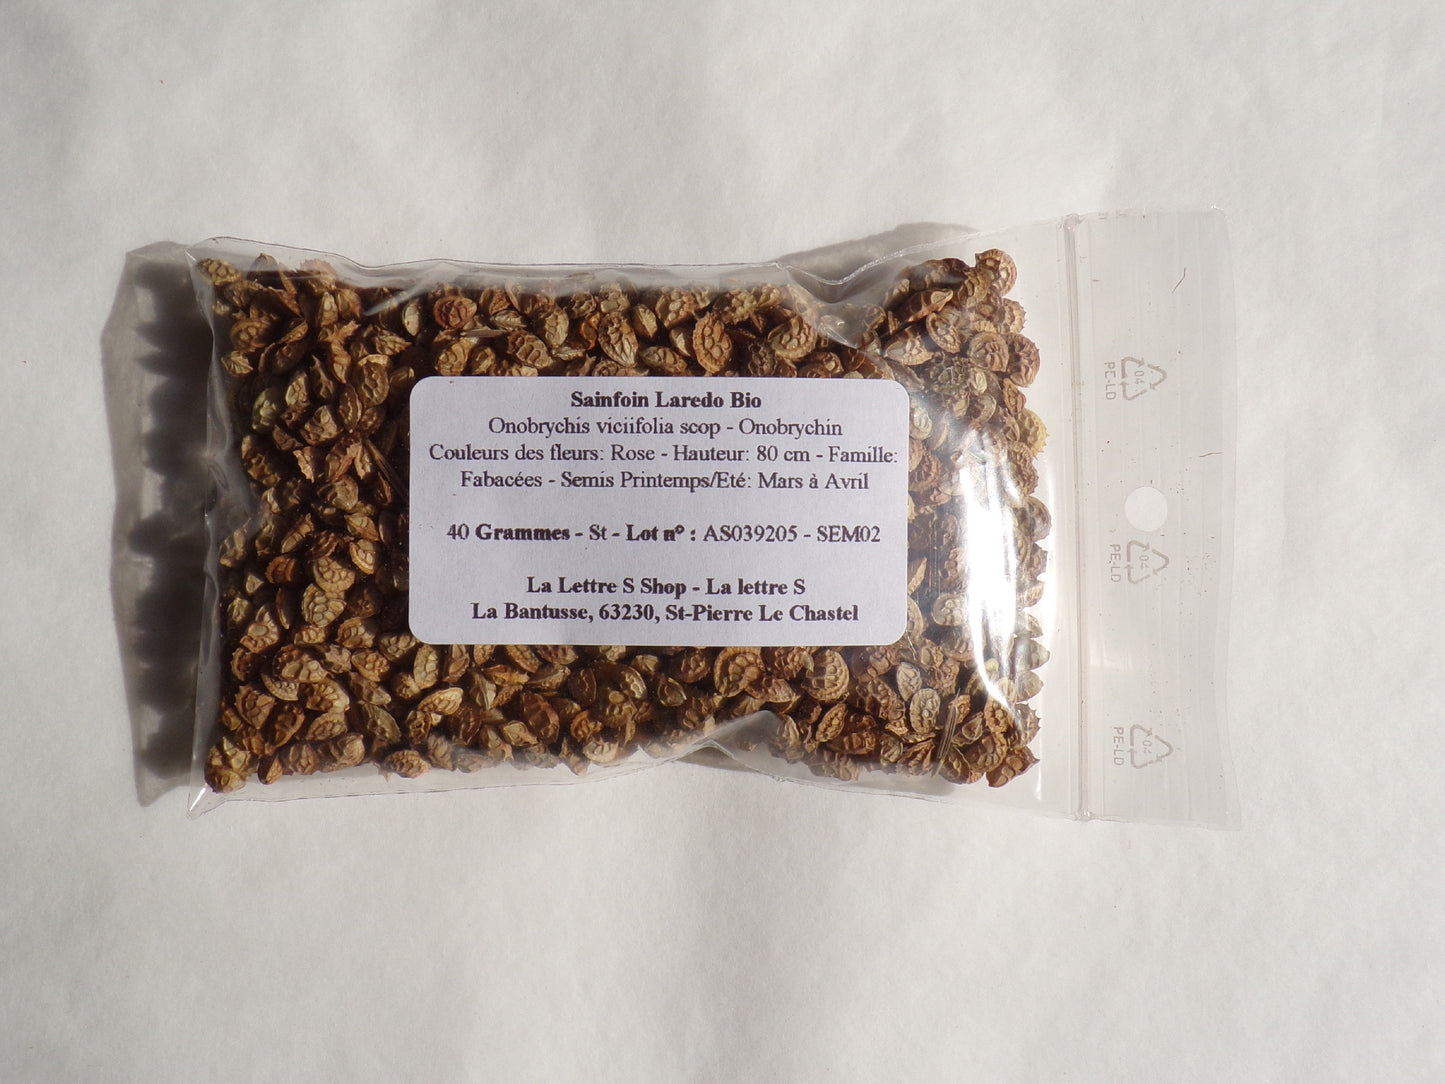 Sainfoin Laredo Bio
Onobrychis viciifolia scop - Onobrychin
Couleurs des fleurs: Rose - Hauteur: 80 cm - Famille:
Fabacées - Semis Printemps/Eté: Mars à Avril
40 Grammes - St - Lot n° : AS039205 - SEM02
La Lettre S Shop - La lettre S
La Bantusse, 63230, St-Pierre Le Chastel
04
PE-LD
04
PE-LD
04
PE-LD